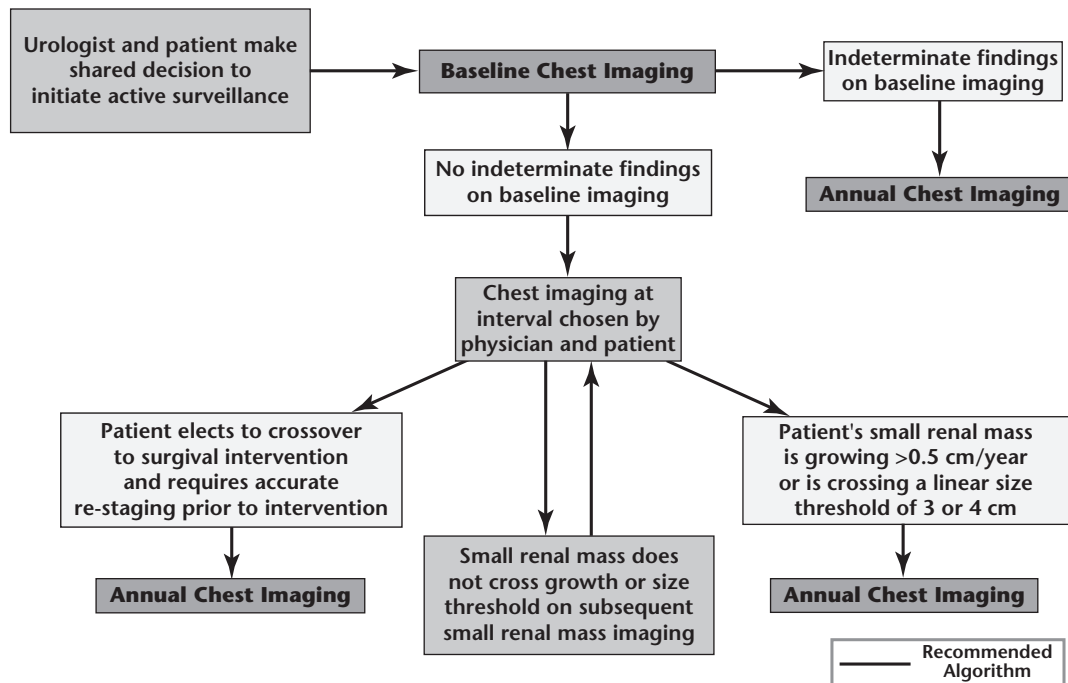 Urologist and patient make
shared decision to
initiate active surveillance
Baseline Chest Imaging
Indeterminate findings
on baseline imaging
Annual Chest Imaging
No indeterminate findings
on baseline imaging
Chest imaging at
interval chosen by
physician and patient
Patient elects to crossover
to surgival intervention
and requires accurate
re-staging prior to intervention
Annual Chest Imaging
Small renal mass does
not cross growth or size
threshold on subsequent
small renal mass imaging
Patient's small renal mass
is growing >0.5 cm/year
or is crossing a linear size
threshold of 3 or 4 cm
Annual Chest Imaging
Recommended
Algorithm